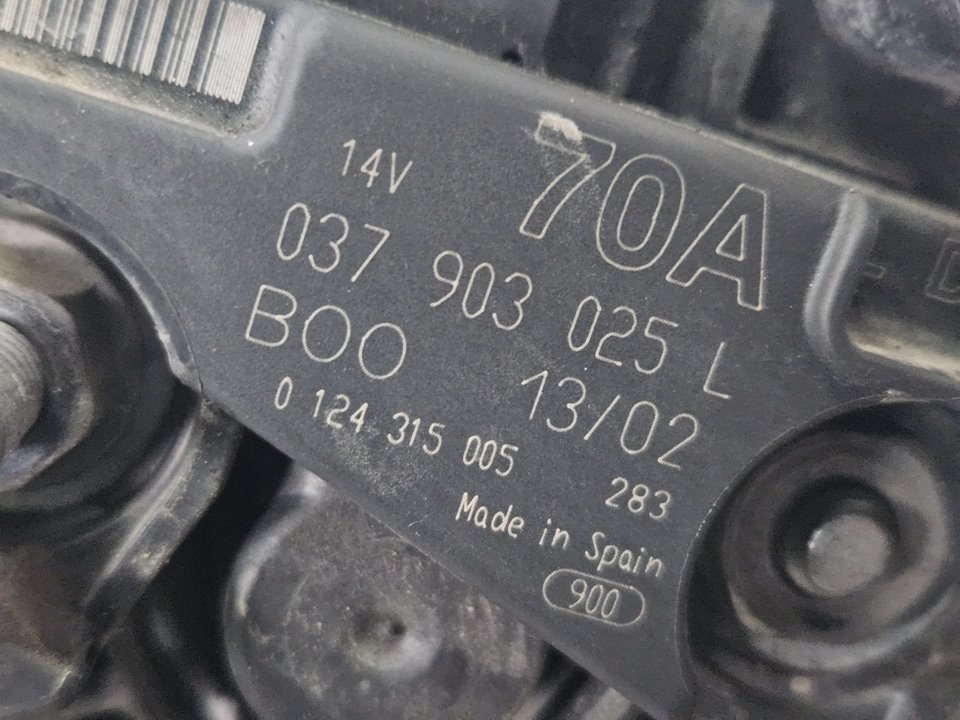 70A
14V
037 903 025 L
BOO 13/02
0 124 315 005 283
Made in Spain
900